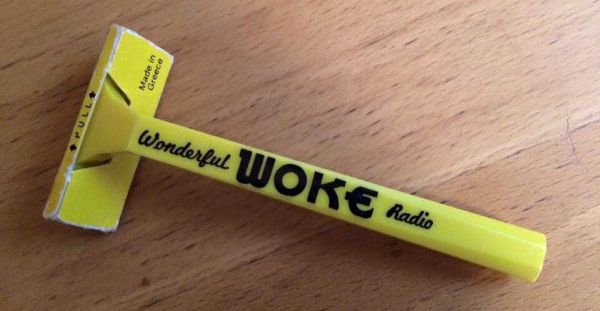 Made in
Greece
PULL
Wonderful WOKE Radio